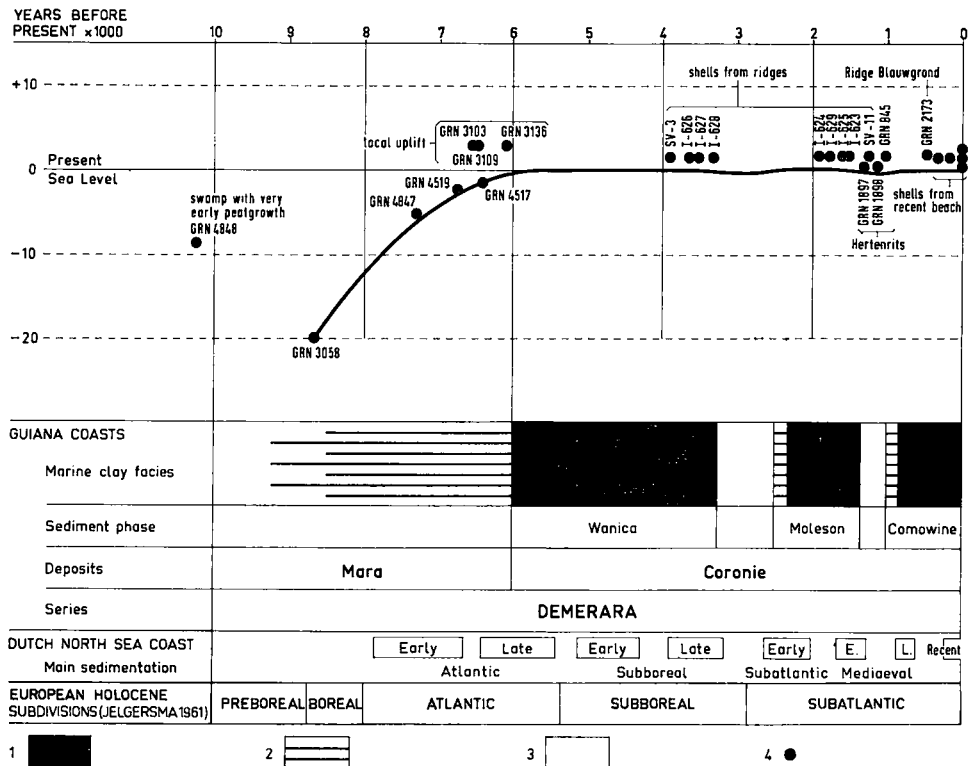 YEARS BEFORE
PRESENT ×1000
10 9 8 7 6 5 4 3 2 1 0
+10
Present
0
Sea Level
-10
-20
local uplift
GRN 3103
GRN 3136
GRN 3109
GRN 4519
GRN 4517
GRN 4847
swamp with very
early peatgrowth
GRN 4848
GRN 3058
shells from ridges
SV-3
I-626
I-627
I-628
I-624
I-629
I-625
I-623
SV-11
GRN 845
Ridge Blauwgrond
GRN 2173
GRN 1897
GRN 1898
Hertenrits
shells from
recent beach
GUIANA COASTS
Marine clay facies
Sediment phase
Wanica
Moleson
Comowine
Deposits
Mara
Coronie
Series
DEMERARA
DUTCH NORTH SEA COAST
Main sedimentation
Early Late Early Late Early E. L. Recent
Atlantic Subboreal Subatlantic Mediaeval
EUROPEAN HOLOCENE
SUBDIVISIONS (JELGERSMA 1961)
PREBOREAL BOREAL ATLANTIC SUBBOREAL SUBATLANTIC
1 2 3 4